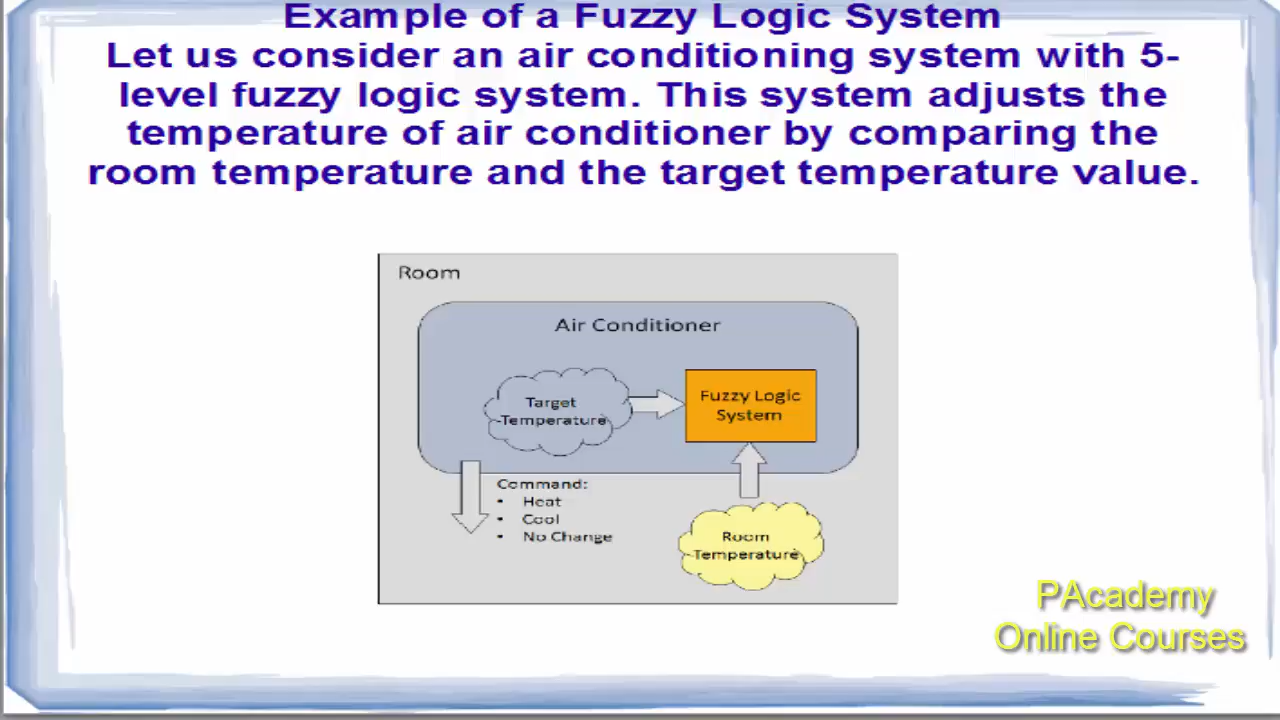 Example of a Fuzzy Logic System
Let us consider an air conditioning system with 5-
level fuzzy logic system. This system adjusts the
temperature of air conditioner by comparing the
room temperature and the target temperature value.
Room
Air Conditioner
Target
Temperature
Fuzzy Logic
System
Command:
• Heat
• Cool
• No Change
Room
Temperature
PAcademy
Online Courses